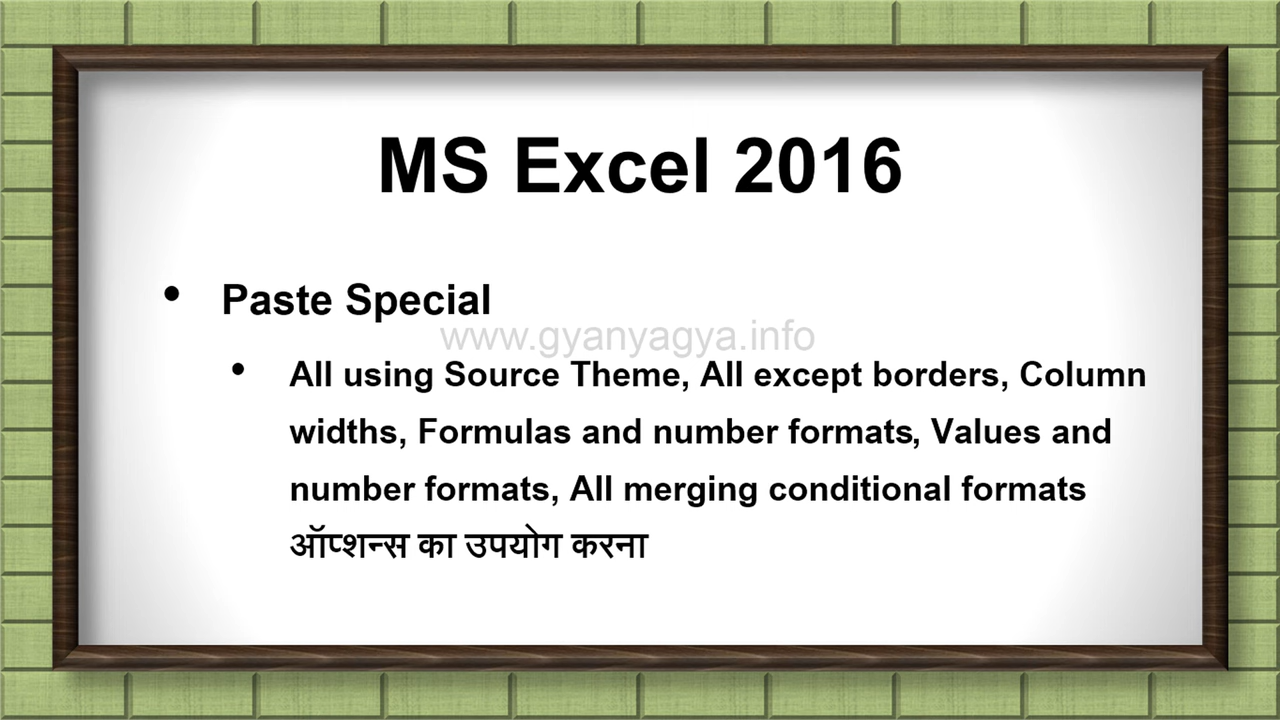 MS Excel 2016
• Paste Special
www.gyanyagya.info
• All using Source Theme, All except borders, Column
widths, Formulas and number formats, Values and
number formats, All merging conditional formats
ऑप्शन्स का उपयोग करना